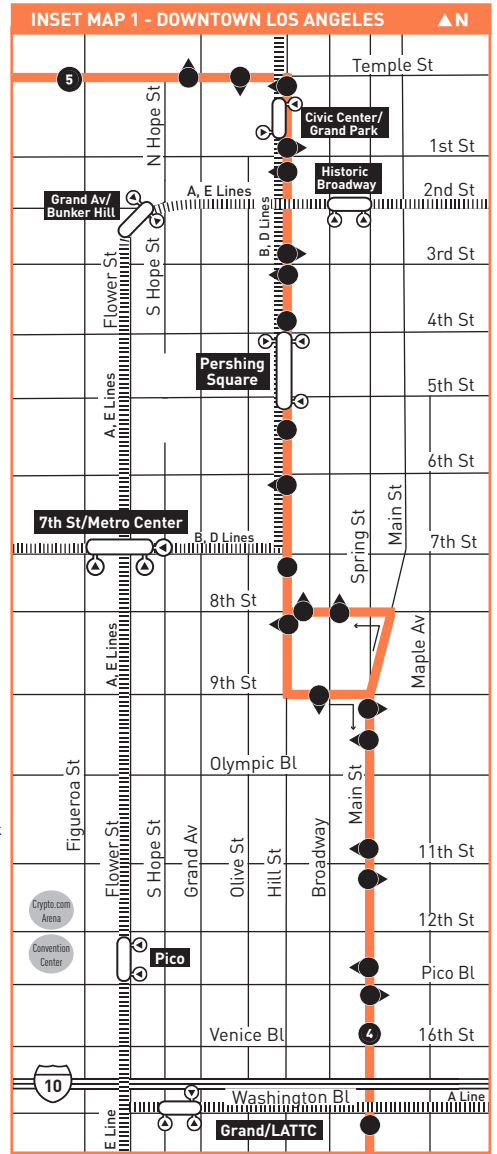 INSET MAP 1 - DOWNTOWN LOS ANGELES
N
Temple St
5
N Hope St
Civic Center/
Grand Park
1st St
Historic
Broadway
A, E Lines
2nd St
Grand Av/
Bunker Hill
B, D Lines
3rd St
Flower St
S Hope St
4th St
Pershing
Square
5th St
A, E Lines
6th St
Main St
7th St/Metro Center
B, D Lines
7th St
Spring St
8th St
A, E Lines
Maple Av
9th St
Olympic Bl
Figueroa St
Main St
Flower St
S Hope St
Grand Av
Olive St
Hill St
Broadway
11th St
Crypto.com
Arena
12th St
Convention
Center
Pico
Pico Bl
4
Venice Bl
16th St
10
Washington Bl
A Line
E Line
Grand/LATTC